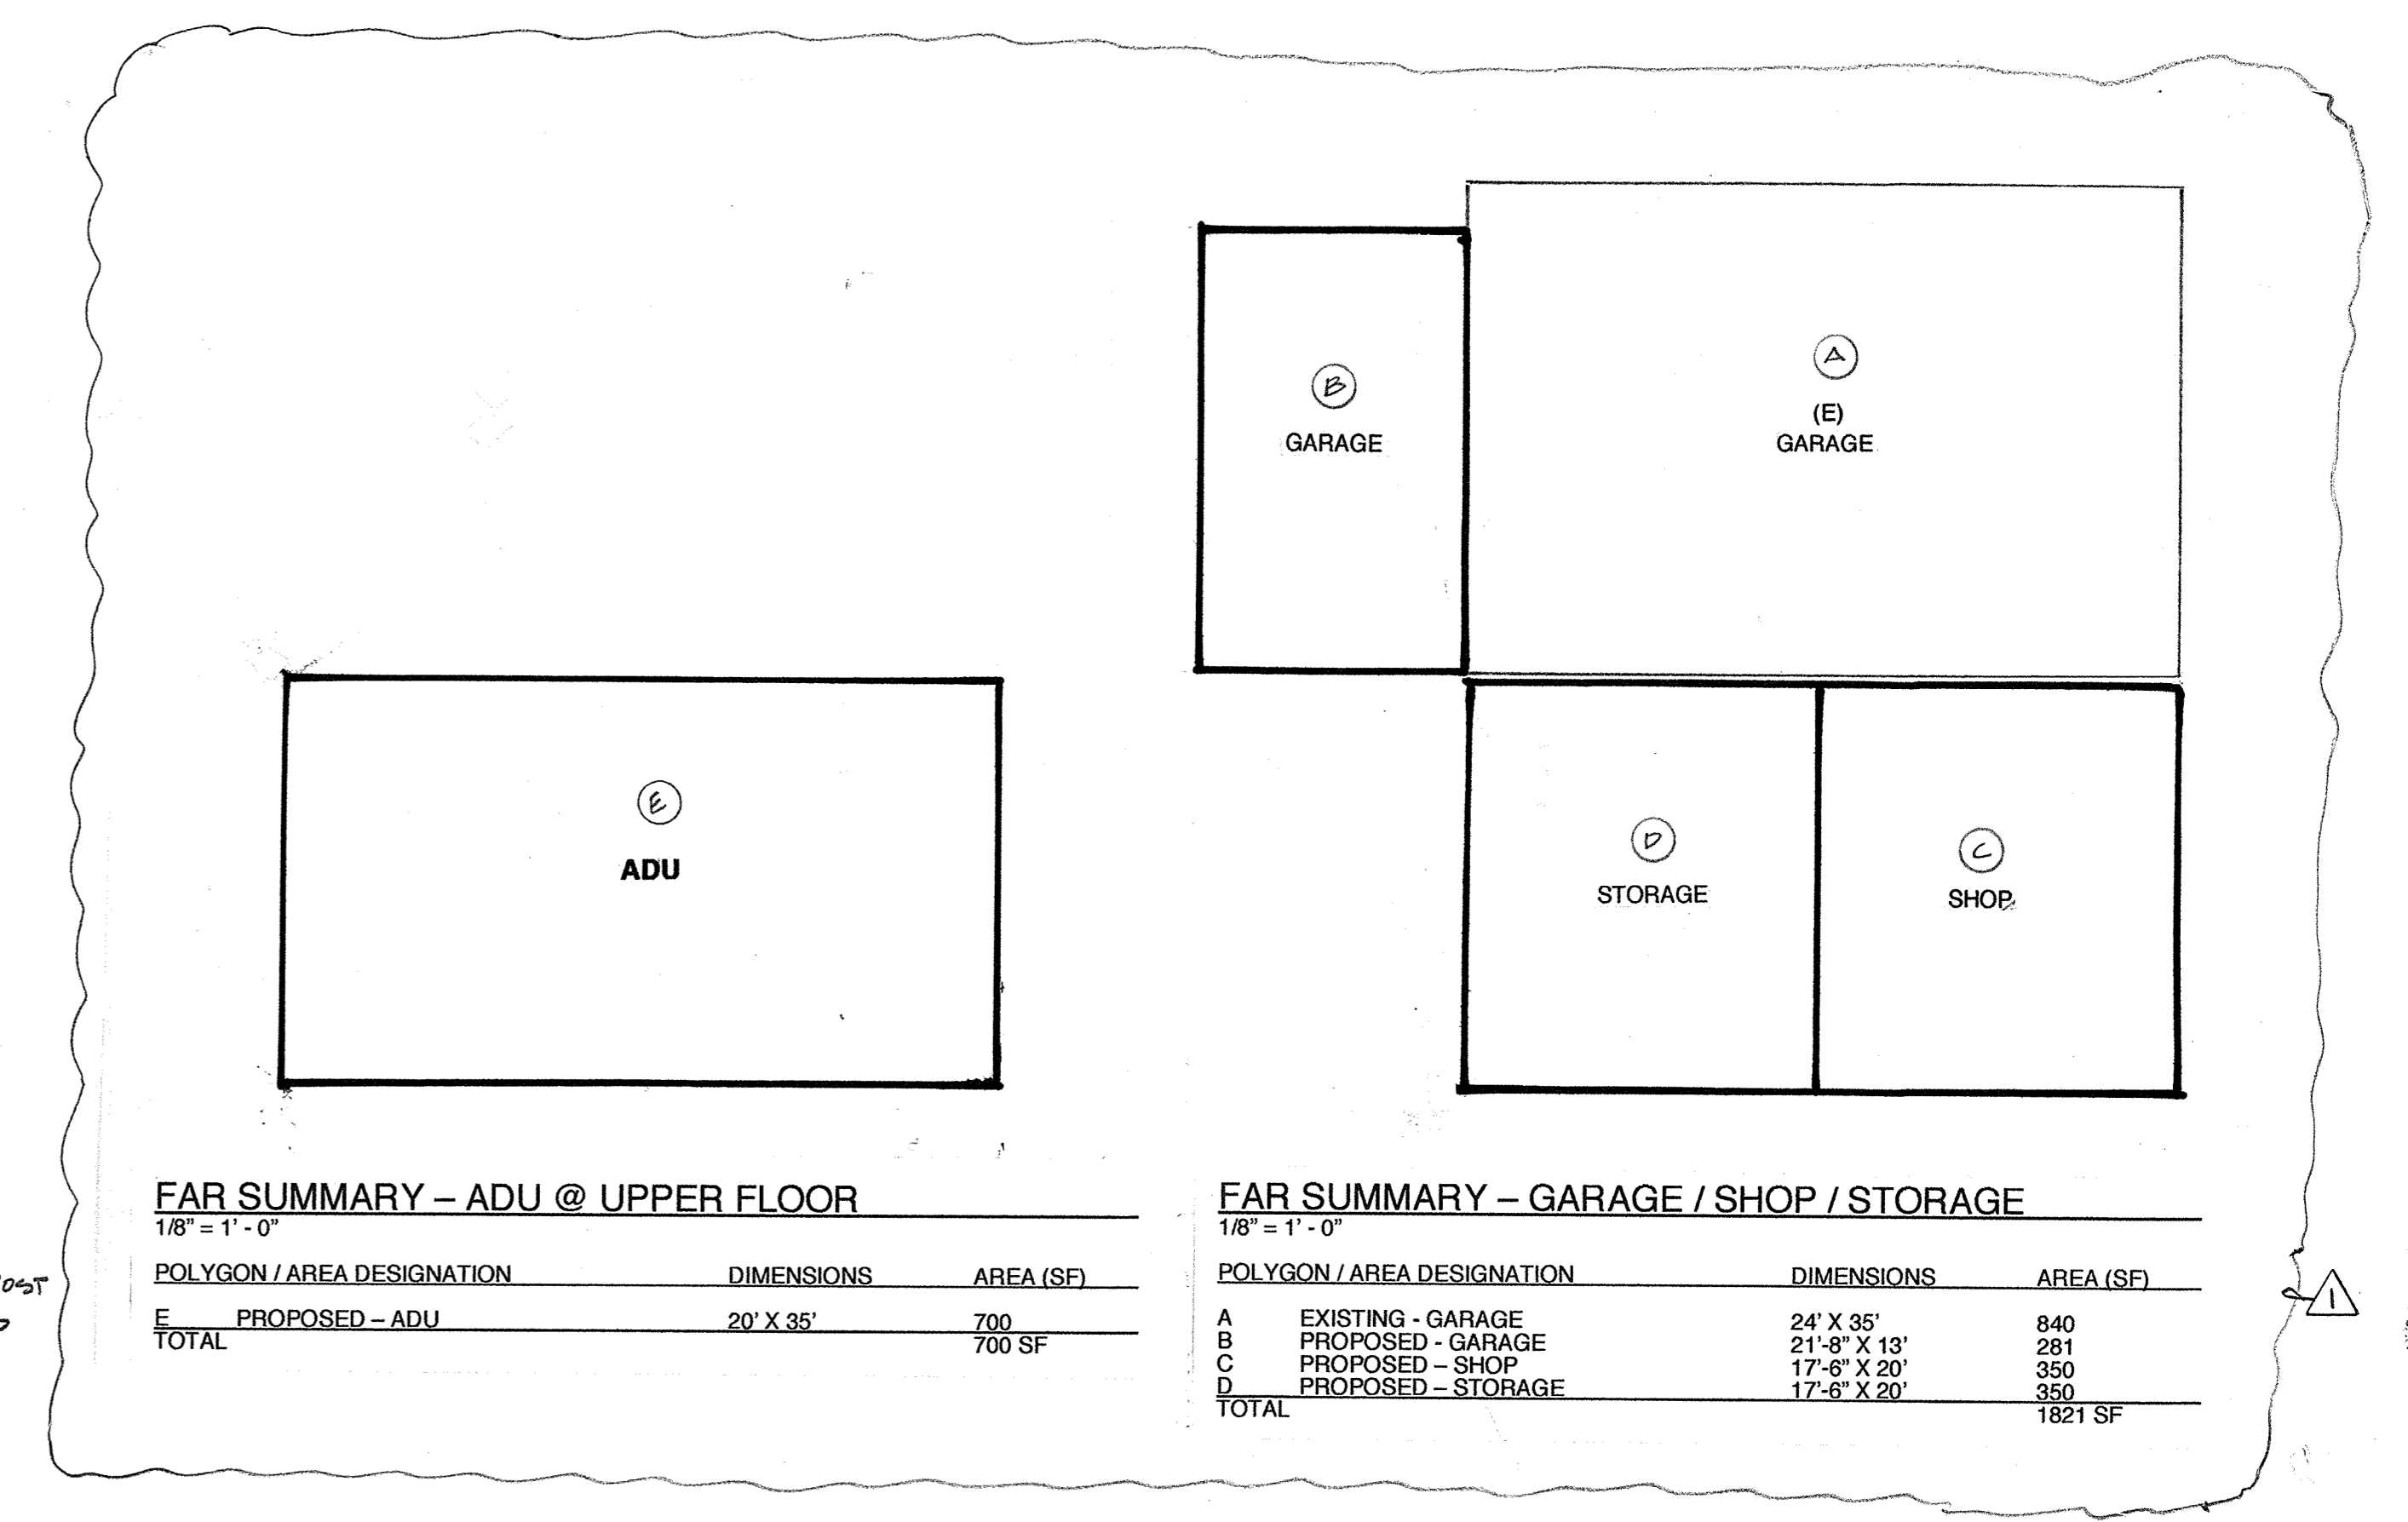 B
GARAGE
A
(E)
GARAGE
E
ADU
D
STORAGE
C
SHOP
FAR SUMMARY – ADU @ UPPER FLOOR
1/8” = 1’ - 0”
POLYGON / AREA DESIGNATION DIMENSIONS AREA (SF)
E PROPOSED – ADU 20’ X 35’ 700
TOTAL 700 SF
FAR SUMMARY – GARAGE / SHOP / STORAGE
1/8” = 1’ - 0”
POLYGON / AREA DESIGNATION DIMENSIONS AREA (SF)
A EXISTING - GARAGE 24’ X 35’ 840
B PROPOSED - GARAGE 21’-8” X 13’ 281
C PROPOSED – SHOP 17’-6” X 20’ 350
D PROPOSED – STORAGE 17’-6” X 20’ 350
TOTAL 1821 SF
1